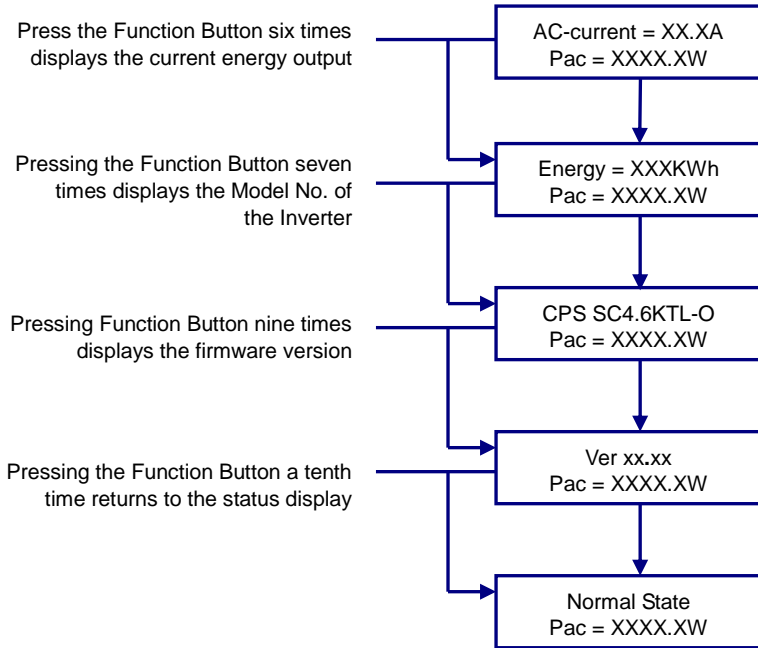 Press the Function Button six times
displays the current energy output
AC-current = XX.XA
Pac = XXXX.XW
Pressing the Function Button seven
times displays the Model No. of
the Inverter
Energy = XXXKWh
Pac = XXXX.XW
Pressing Function Button nine times
displays the firmware version
CPS SC4.6KTL-O
Pac = XXXX.XW
Pressing the Function Button a tenth
time returns to the status display
Ver xx.xx
Pac = XXXX.XW
Normal State
Pac = XXXX.XW